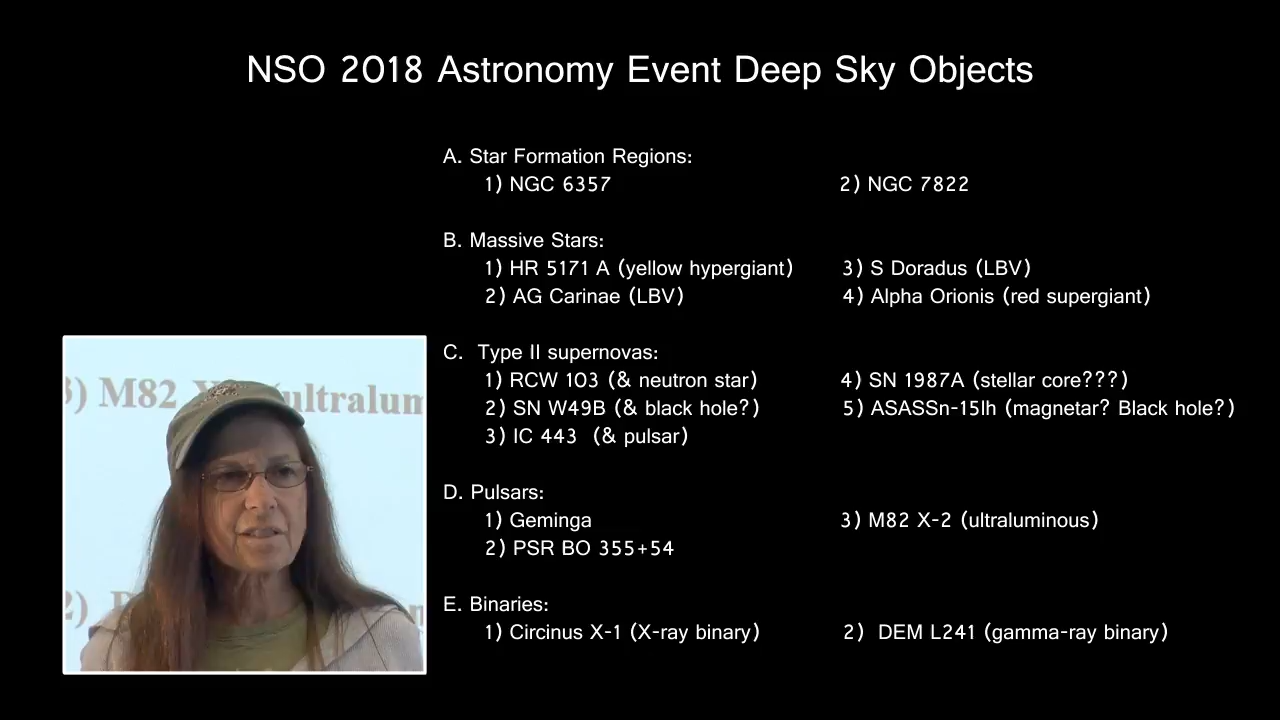 NSO 2018 Astronomy Event Deep Sky Objects
A. Star Formation Regions:
1) NGC 6357 2) NGC 7822
B. Massive Stars:
1) HR 5171 A (yellow hypergiant) 3) S Doradus (LBV)
2) AG Carinae (LBV) 4) Alpha Orionis (red supergiant)
C. Type II supernovas:
1) RCW 103 (& neutron star) 4) SN 1987A (stellar core???)
2) SN W49B (& black hole?) 5) ASASSn-15lh (magnetar? Black hole?)
3) IC 443 (& pulsar)
D. Pulsars:
1) Geminga 3) M82 X-2 (ultraluminous)
2) PSR BO 355+54
E. Binaries:
1) Circinus X-1 (X-ray binary) 2) DEM L241 (gamma-ray binary)
3) M82
2)